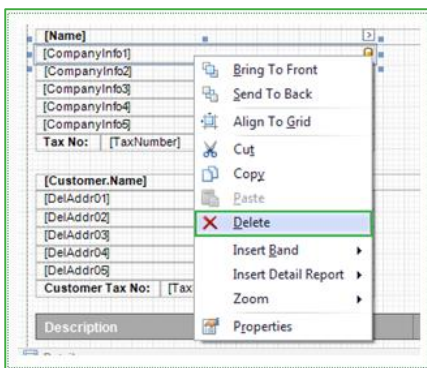 [Name]
[CompanyInfo1]
[CompanyInfo2]
[CompanyInfo3]
[CompanyInfo4]
[CompanyInfo5]
Tax No: [TaxNumber]
[Customer.Name]
[DelAddr01]
[DelAddr02]
[DelAddr03]
[DelAddr04]
[DelAddr05]
Customer Tax No: [Tax
Description
Bring To Front
Send To Back
Align To Grid
Cut
Copy
Paste
Delete
Insert Band
Insert Detail Report
Zoom
Properties